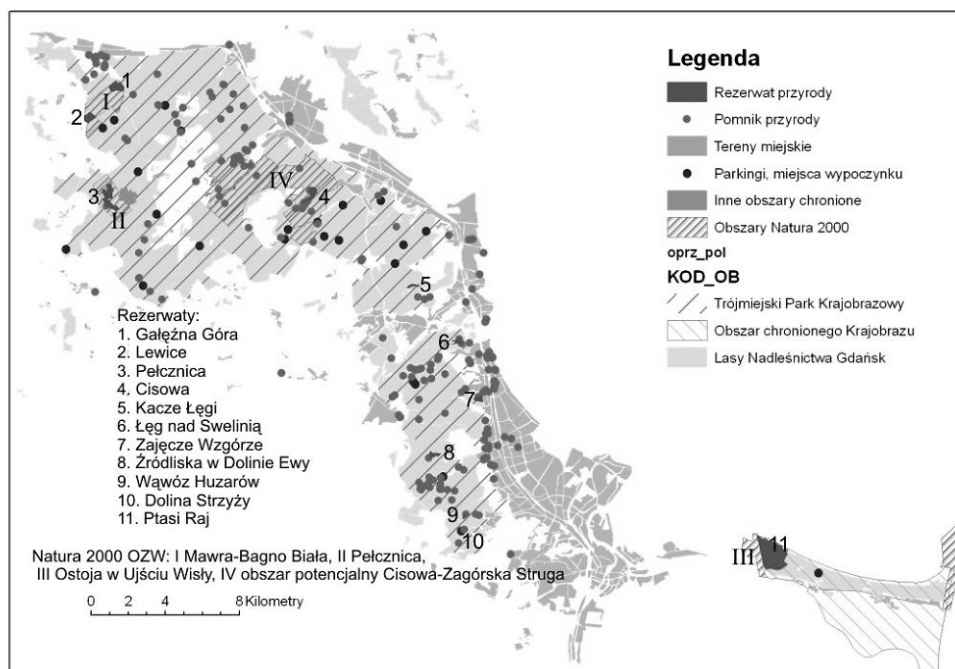 1
I
2
3
II
IV
4
5
6
7
8
9
10
III
11
Legenda
Rezerwat przyrody
Pomnik przyrody
Tereny miejskie
Parkingi, miejsca wypoczynku
Inne obszary chronione
Obszary Natura 2000
oprz_pol
KOD_OB
Trójmiejski Park Krajobrazowy
Obszar chronionego Krajobrazu
Lasy Nadleśnictwa Gdańsk
Rezerwaty:
1. Gałęźna Góra
2. Lewice
3. Pełcznica
4. Cisowa
5. Kacze Łęgi
6. Łęg nad Swelinią
7. Zajęcze Wzgórze
8. Źródliska w Dolinie Ewy
9. Wąwóz Huzarów
10. Dolina Strzyży
11. Ptasi Raj
Natura 2000 OZW: I Mawra-Bagno Biała, II Pełcznica,
III Ostoja w Ujściu Wisły, IV obszar potencjalny Cisowa-Zagórska Struga
0 2 4 8 Kilometry